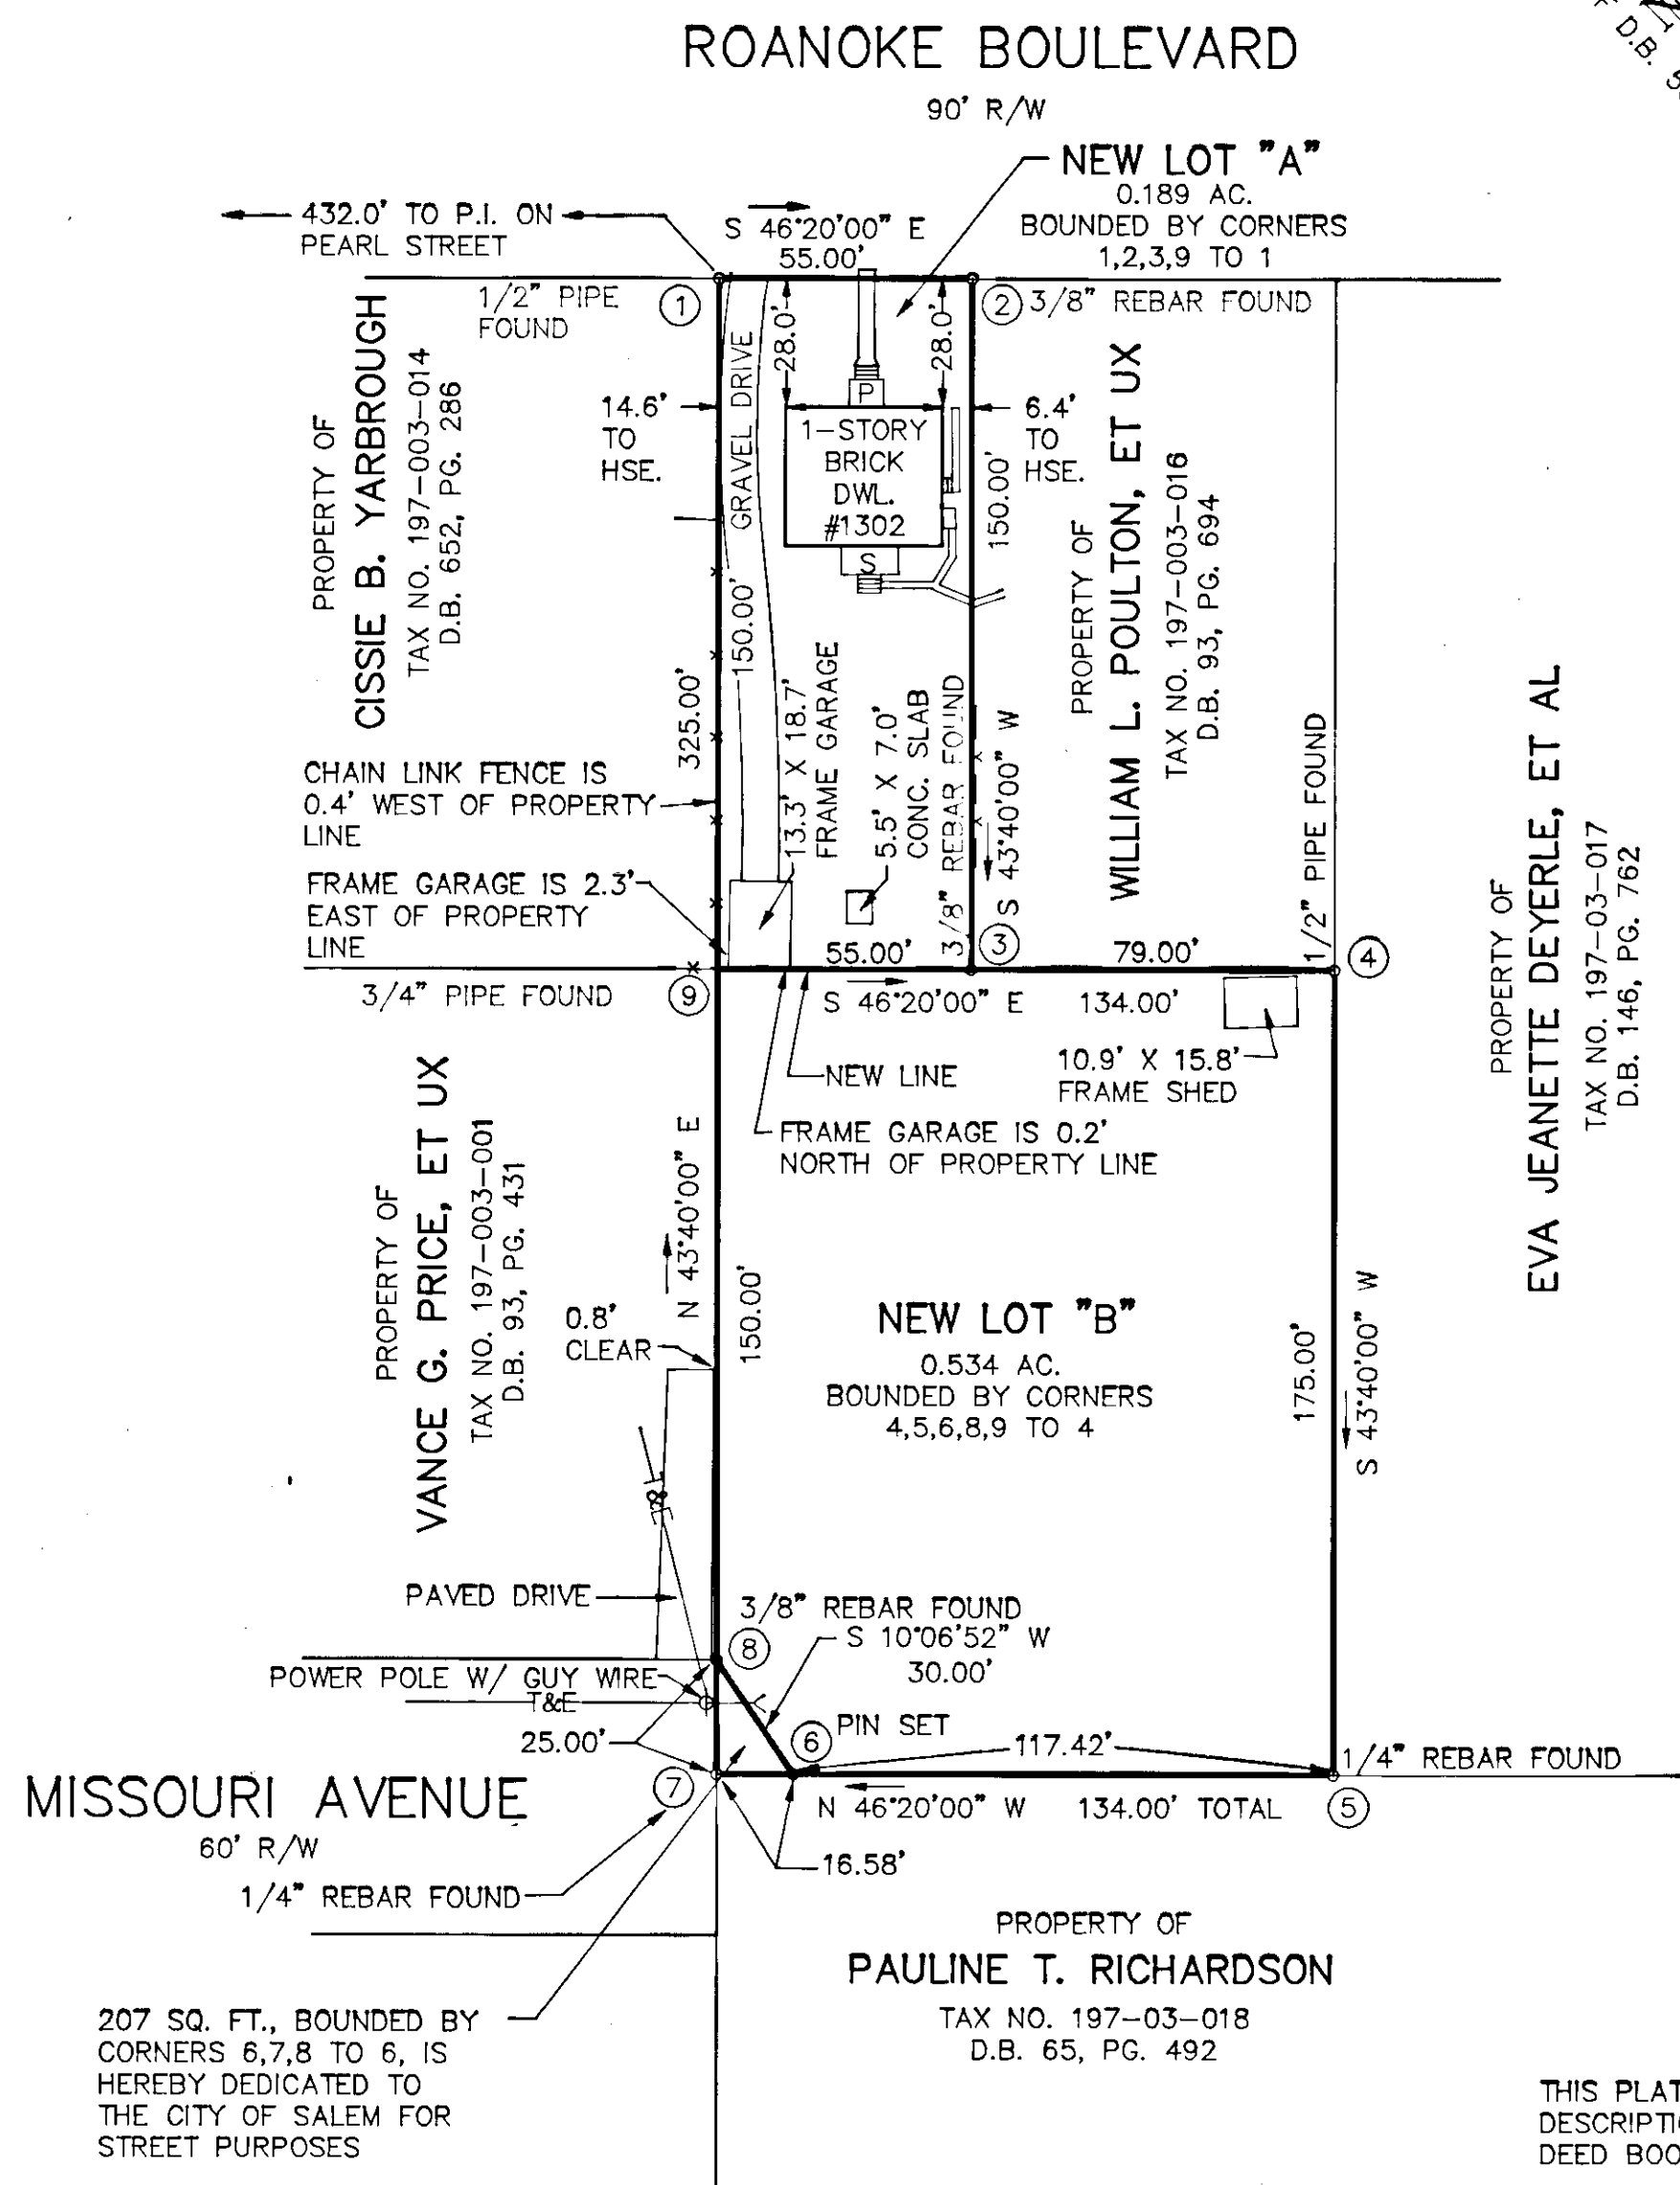 ROANOKE BOULEVARD
90' R/W
D.B.
NEW LOT "A"
0.189 AC.
BOUNDED BY CORNERS
1,2,3,9 TO 1
432.0' TO P.I. ON
PEARL STREET
S 46°20'00" E
55.00'
1/2" PIPE
FOUND
1
2
3/8" REBAR FOUND
PROPERTY OF
CISSIE B. YARBROUGH
TAX NO. 197-003-014
D.B. 652, PG. 286
14.6'
TO
HSE.
GRAVEL DRIVE
28.0'
28.0'
P
1-STORY
BRICK
DWL.
#1302
S
6.4'
TO
HSE.
150.00'
150.00'
325.00'
PROPERTY OF
WILLIAM L. POULTON, ET UX
TAX NO. 197-003-016
D.B. 93, PG. 694
13.3' X 18.7'
FRAME GARAGE
5.5' X 7.0'
CONC. SLAB
3/8" REBAR FOUND
S 43°40'00" W
1/2" PIPE FOUND
PROPERTY OF
EVA JEANETTE DEYERLE, ET AL
TAX NO. 197-03-017
D.B. 146, PG. 762
CHAIN LINK FENCE IS
0.4' WEST OF PROPERTY
LINE
FRAME GARAGE IS 2.3'
EAST OF PROPERTY
LINE
55.00'
3
79.00'
4
3/4" PIPE FOUND
9
S 46°20'00" E 134.00'
NEW LINE
10.9' X 15.8'
FRAME SHED
FRAME GARAGE IS 0.2'
NORTH OF PROPERTY LINE
PROPERTY OF
VANCE G. PRICE, ET UX
TAX NO. 197-003-001
D.B. 93, PG. 431
N 43°40'00" E
150.00'
0.8'
CLEAR
NEW LOT "B"
0.534 AC.
BOUNDED BY CORNERS
4,5,6,8,9 TO 4
175.00'
S 43°40'00" W
T&E
PAVED DRIVE
3/8" REBAR FOUND
8
S 10°06'52" W
30.00'
POWER POLE W/ GUY WIRE
T&E
25.00'
6
PIN SET
117.42'
1/4" REBAR FOUND
MISSOURI AVENUE
60' R/W
7
N 46°20'00" W 134.00' TOTAL
5
16.58'
1/4" REBAR FOUND
PROPERTY OF
PAULINE T. RICHARDSON
TAX NO. 197-03-018
D.B. 65, PG. 492
207 SQ. FT., BOUNDED BY
CORNERS 6,7,8 TO 6, IS
HEREBY DEDICATED TO
THE CITY OF SALEM FOR
STREET PURPOSES
THIS PLAT
DESCRIPTI
DEED BOO